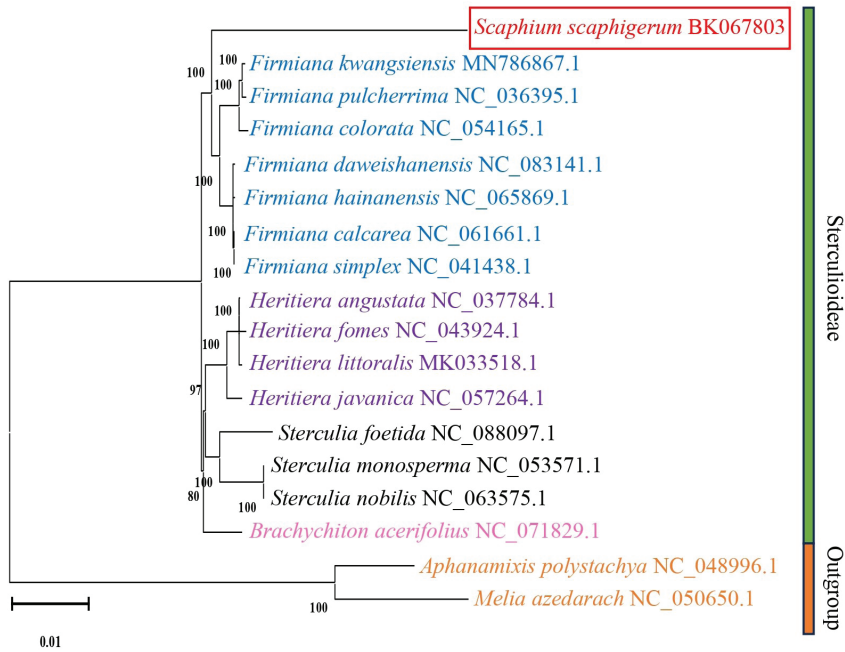 Scaphium scaphigerum BK067803
100
Firmiana kwangsiensis MN786867.1
100
100
Firmiana pulcherrima NC_036395.1
Firmiana colorata NC_054165.1
Firmiana daweishanensis NC_083141.1
100
Firmiana hainanensis NC_065869.1
100
Firmiana calcarea NC_061661.1
100
Firmiana simplex NC_041438.1
Heritiera angustata NC_037784.1
100
Heritiera fomes NC_043924.1
100
Heritiera littoralis MK033518.1
97
Heritiera javanica NC_057264.1
Sterculia foetida NC_088097.1
Sterculia monosperma NC_053571.1
100
80
Sterculia nobilis NC_063575.1
100
Brachychiton acerifolius NC_071829.1
Aphanamixis polystachya NC_048996.1
Melia azedarach NC_050650.1
100
0.01
Sterculioideae
Outgroup